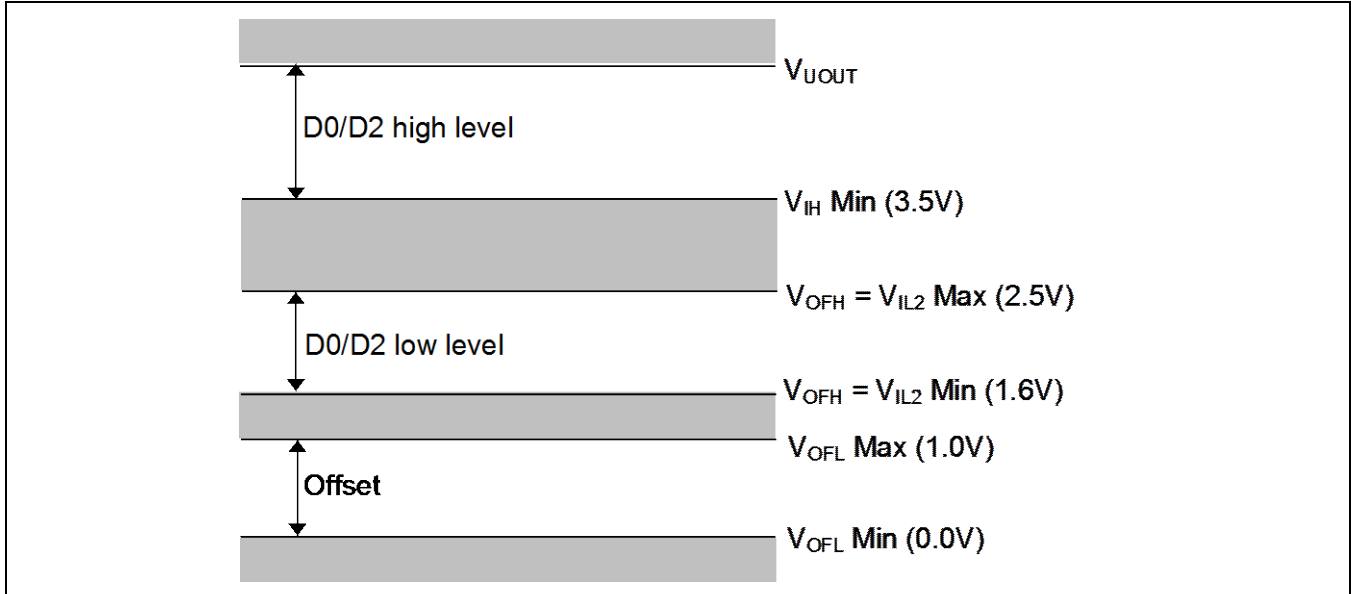 VUOUT
D0/D2 high level
VIH Min (3.5V)
VOFH = VIL2 Max (2.5V)
D0/D2 low level
VOFH = VIL2 Min (1.6V)
VOFL Max (1.0V)
Offset
VOFL Min (0.0V)